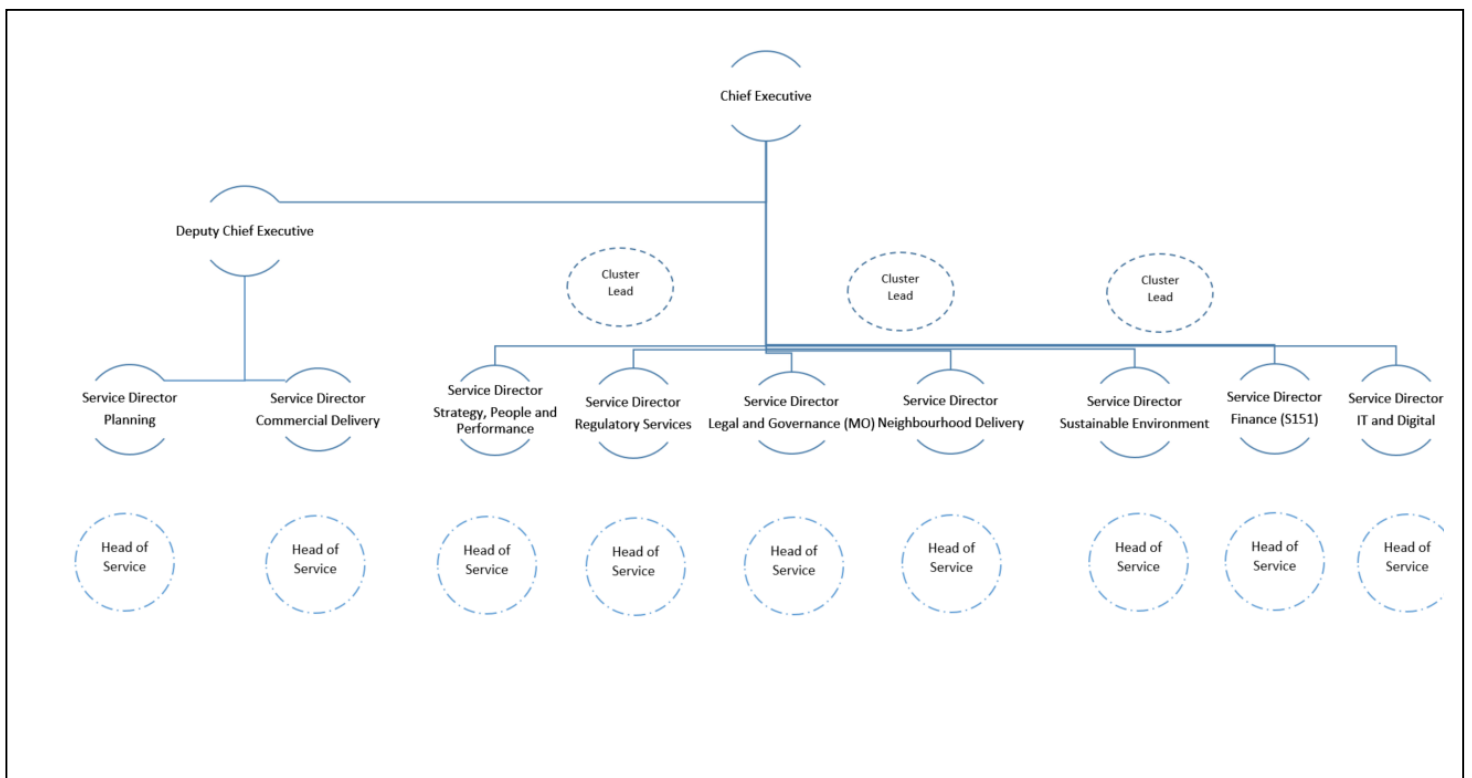 Chief Executive
Deputy Chief Executive
Cluster
Lead
Cluster
Lead
Cluster
Lead
Service Director
Planning
Service Director
Commercial Delivery
Service Director
Strategy, People and
Performance
Service Director
Regulatory Services
Service Director
Legal and Governance (MO)
Service Director
Neighbourhood Delivery
Service Director
Sustainable Environment
Service Director
Finance (S151)
Service Director
IT and Digital
Head of
Service
Head of
Service
Head of
Service
Head of
Service
Head of
Service
Head of
Service
Head of
Service
Head of
Service
Head of
Service